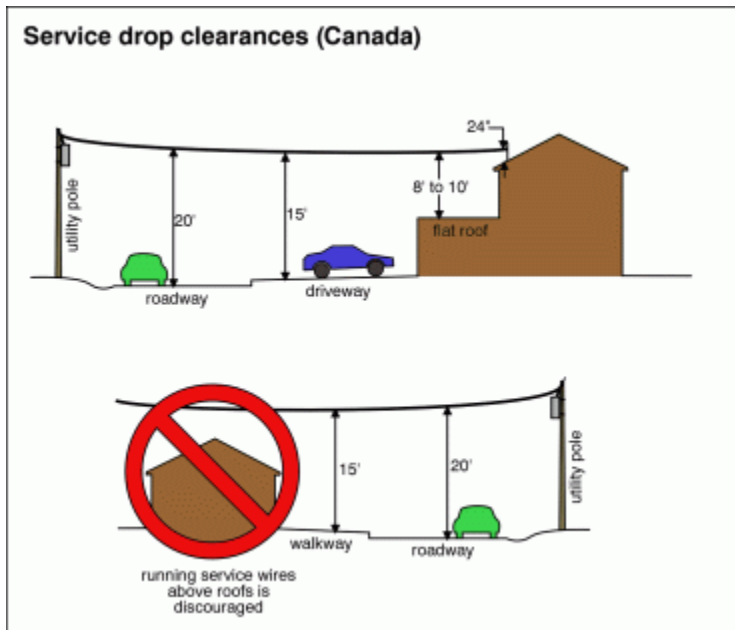 Service drop clearances (Canada)
24"
8' to 10'
utility pole
20'
15'
flat roof
roadway
driveway
15'
20'
utility pole
walkway
roadway
running service wires
above roofs is
discouraged